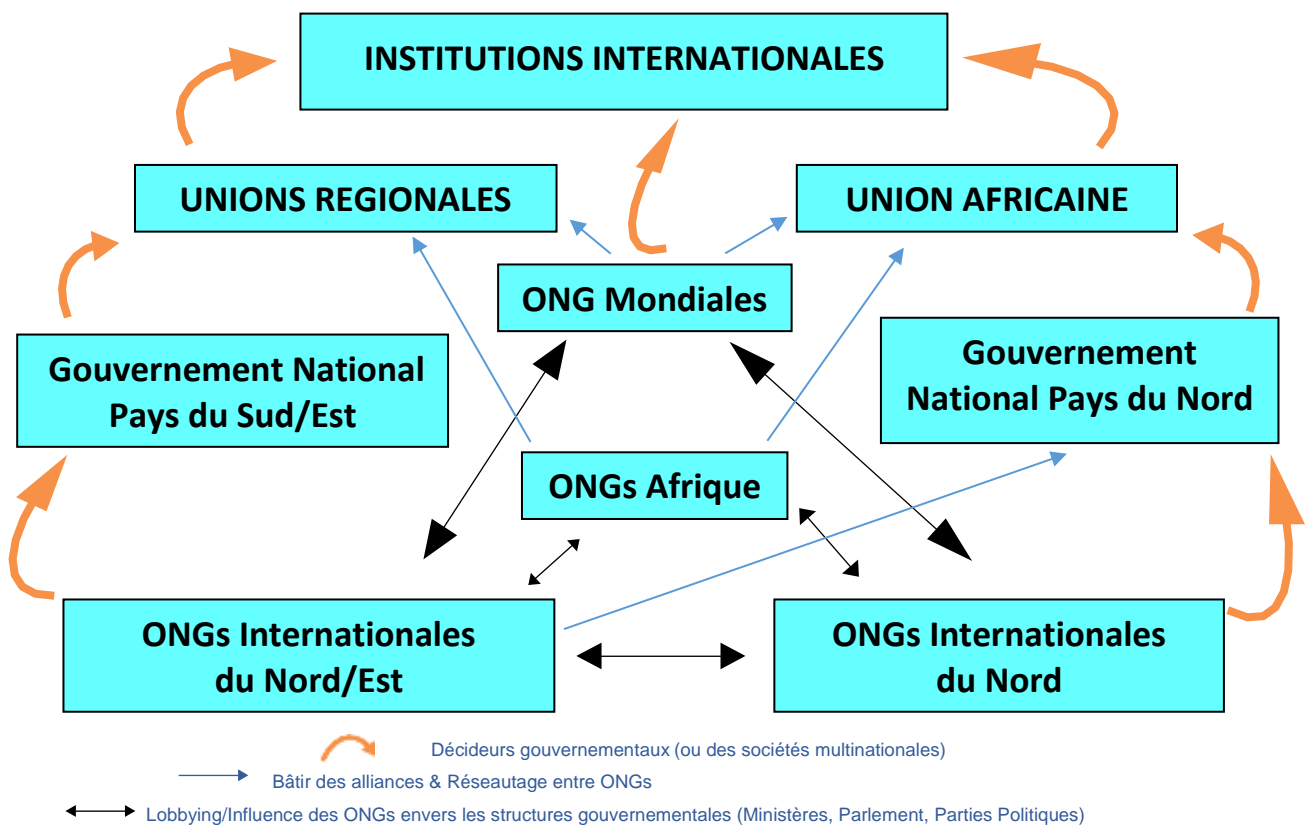 INSTITUTIONS INTERNATIONALES
UNIONS REGIONALES
UNION AFRICAINE
ONG Mondiales
Gouvernement National
Pays du Sud/Est
Gouvernement
National Pays du Nord
ONGs Afrique
ONGs Internationales
du Nord/Est
ONGs Internationales
du Nord
Décideurs gouvernementaux (ou des sociétés multinationales)
Bâtir des alliances & Réseautage entre ONGs
Lobbying/Influence des ONGs envers les structures gouvernementales (Ministères, Parlement, Parties Politiques)